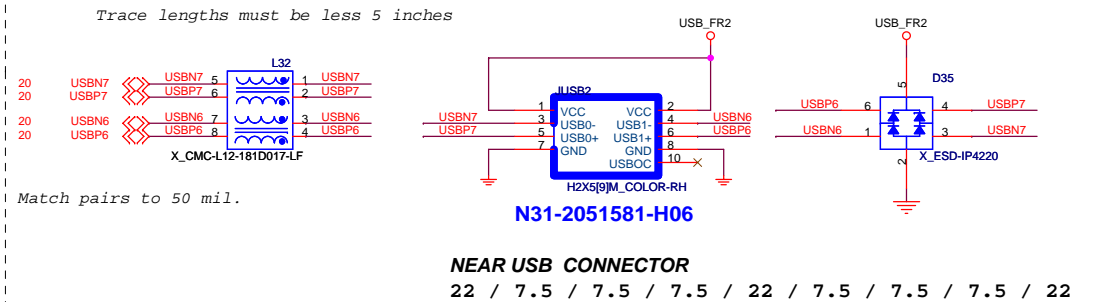 Trace lengths must be less 5 inches
USB_FR2
USB_FR2
L32
D35
20 USBN7 USBN7 5 1 USBN7
20 USBP7 USBP7 6 2 USBP7
20 USBN6 USBN6 7 3 USBN6
20 USBP6 USBP6 8 4 USBP6
X_CMC-L12-181D017-LF
JUSB2
1 VCC VCC 2
USBN7 3 USB0- USB1- 4 USBN6
USBP7 5 USB0+ USB1+ 6 USBP6
7 GND GND 8
USBOC 10
H2X5[9]M_COLOR-RH
N31-2051581-H06
5
USBP6 6 4 USBP7
USBN6 1 3 USBN7
2
X_ESD-IP4220
Match pairs to 50 mil.
NEAR USB CONNECTOR
22 / 7.5 / 7.5 / 7.5 / 22 / 7.5 / 7.5 / 7.5 / 22